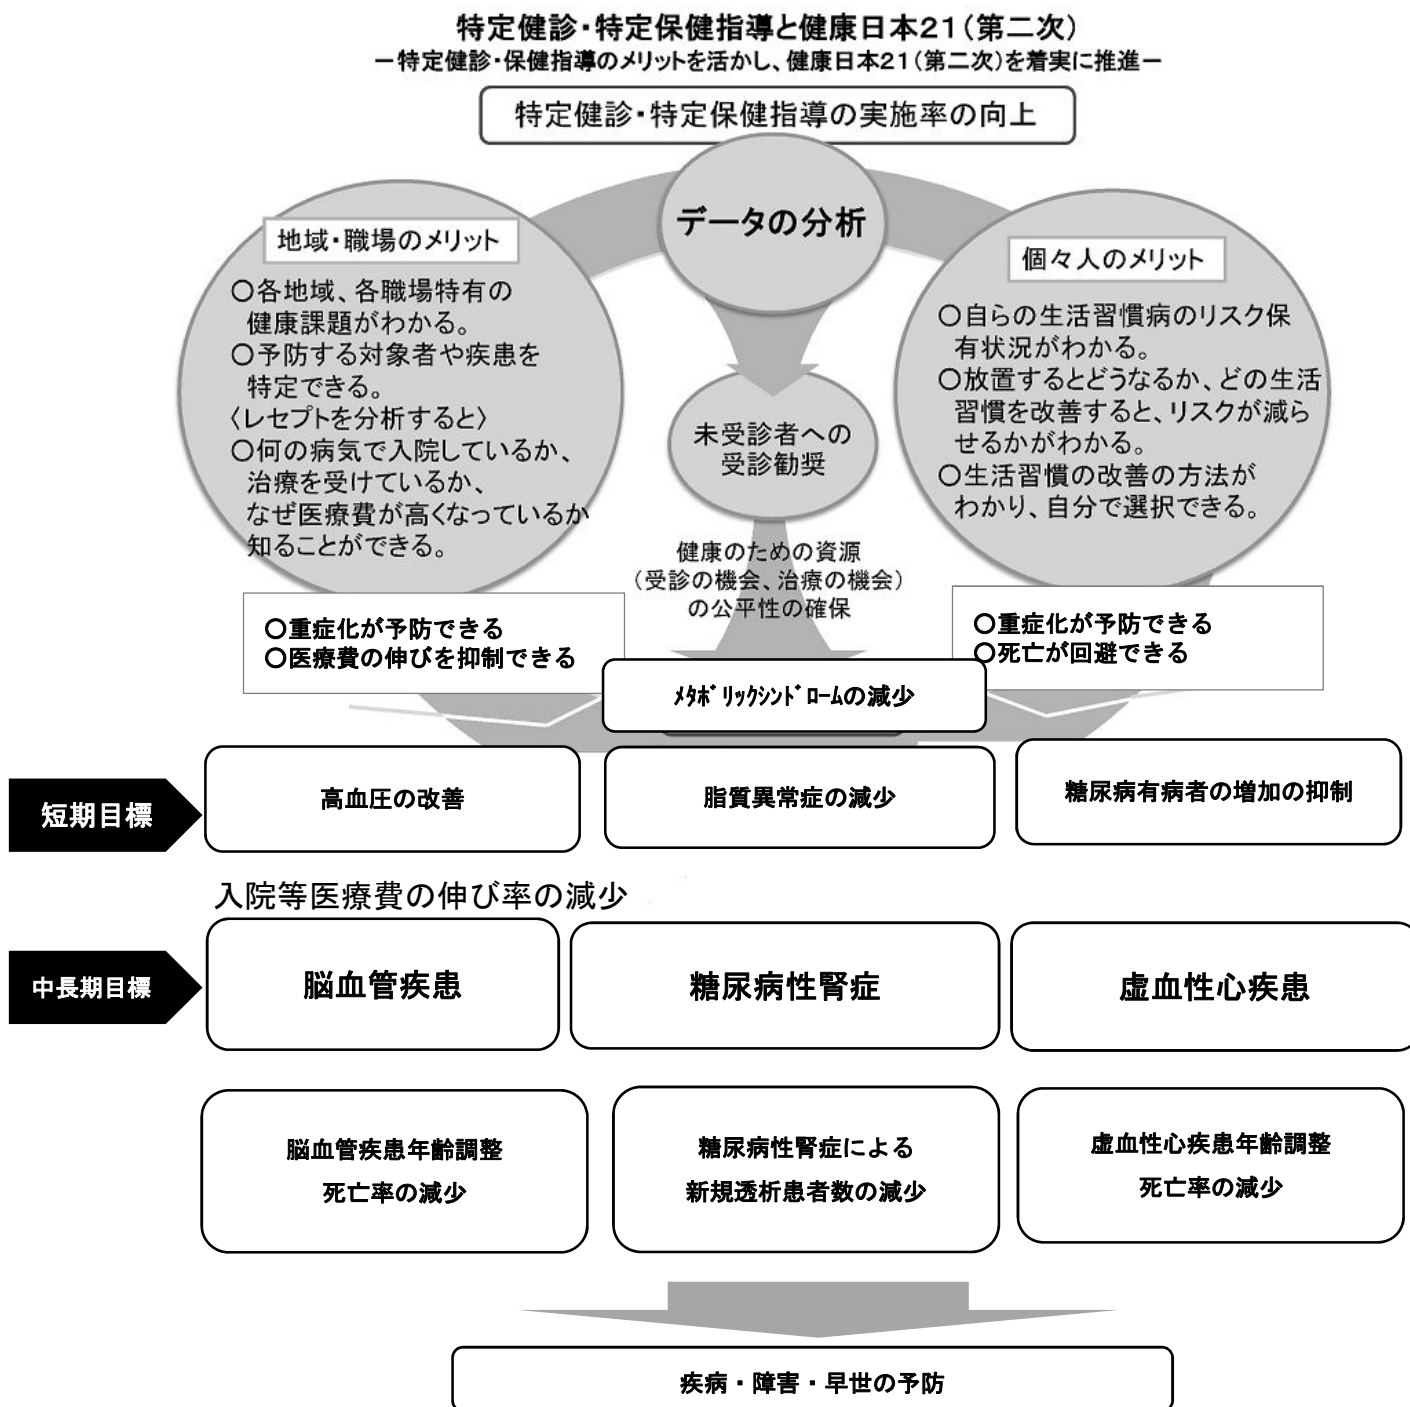 特定健診・特定保健指導と健康日本21(第二次)
－特定健診・保健指導のメリットを活かし、健康日本21(第二次)を着実に推進－
特定健診・特定保健指導の実施率の向上
データの分析
地域・職場のメリット
○各地域、各職場特有の
健康課題がわかる。
○予防する対象者や疾患を
特定できる。
〈レセプトを分析すると〉
○何の病気で入院しているか、
治療を受けているか、
なぜ医療費が高くなっているか
知ることができる。
○重症化が予防できる
○医療費の伸びを抑制できる
未受診者への
受診勧奨
健康のための資源
(受診の機会、治療の機会)
の公平性の確保
個々人のメリット
○自らの生活習慣病のリスク保
有状況がわかる。
○放置するとどうなるか、どの生活
習慣を改善すると、リスクが減ら
せるかがわかる。
○生活習慣の改善の方法が
わかり、自分で選択できる。
○重症化が予防できる
○死亡が回避できる
ﾒﾀﾎﾞﾘｯｸｼﾝﾄﾞﾛｰﾑの減少
短期目標
高血圧の改善
脂質異常症の減少
糖尿病有病者の増加の抑制
入院等医療費の伸び率の減少
中長期目標
脳血管疾患
糖尿病性腎症
虚血性心疾患
脳血管疾患年齢調整
死亡率の減少
糖尿病性腎症による
新規透析患者数の減少
虚血性心疾患年齢調整
死亡率の減少
疾病・障害・早世の予防